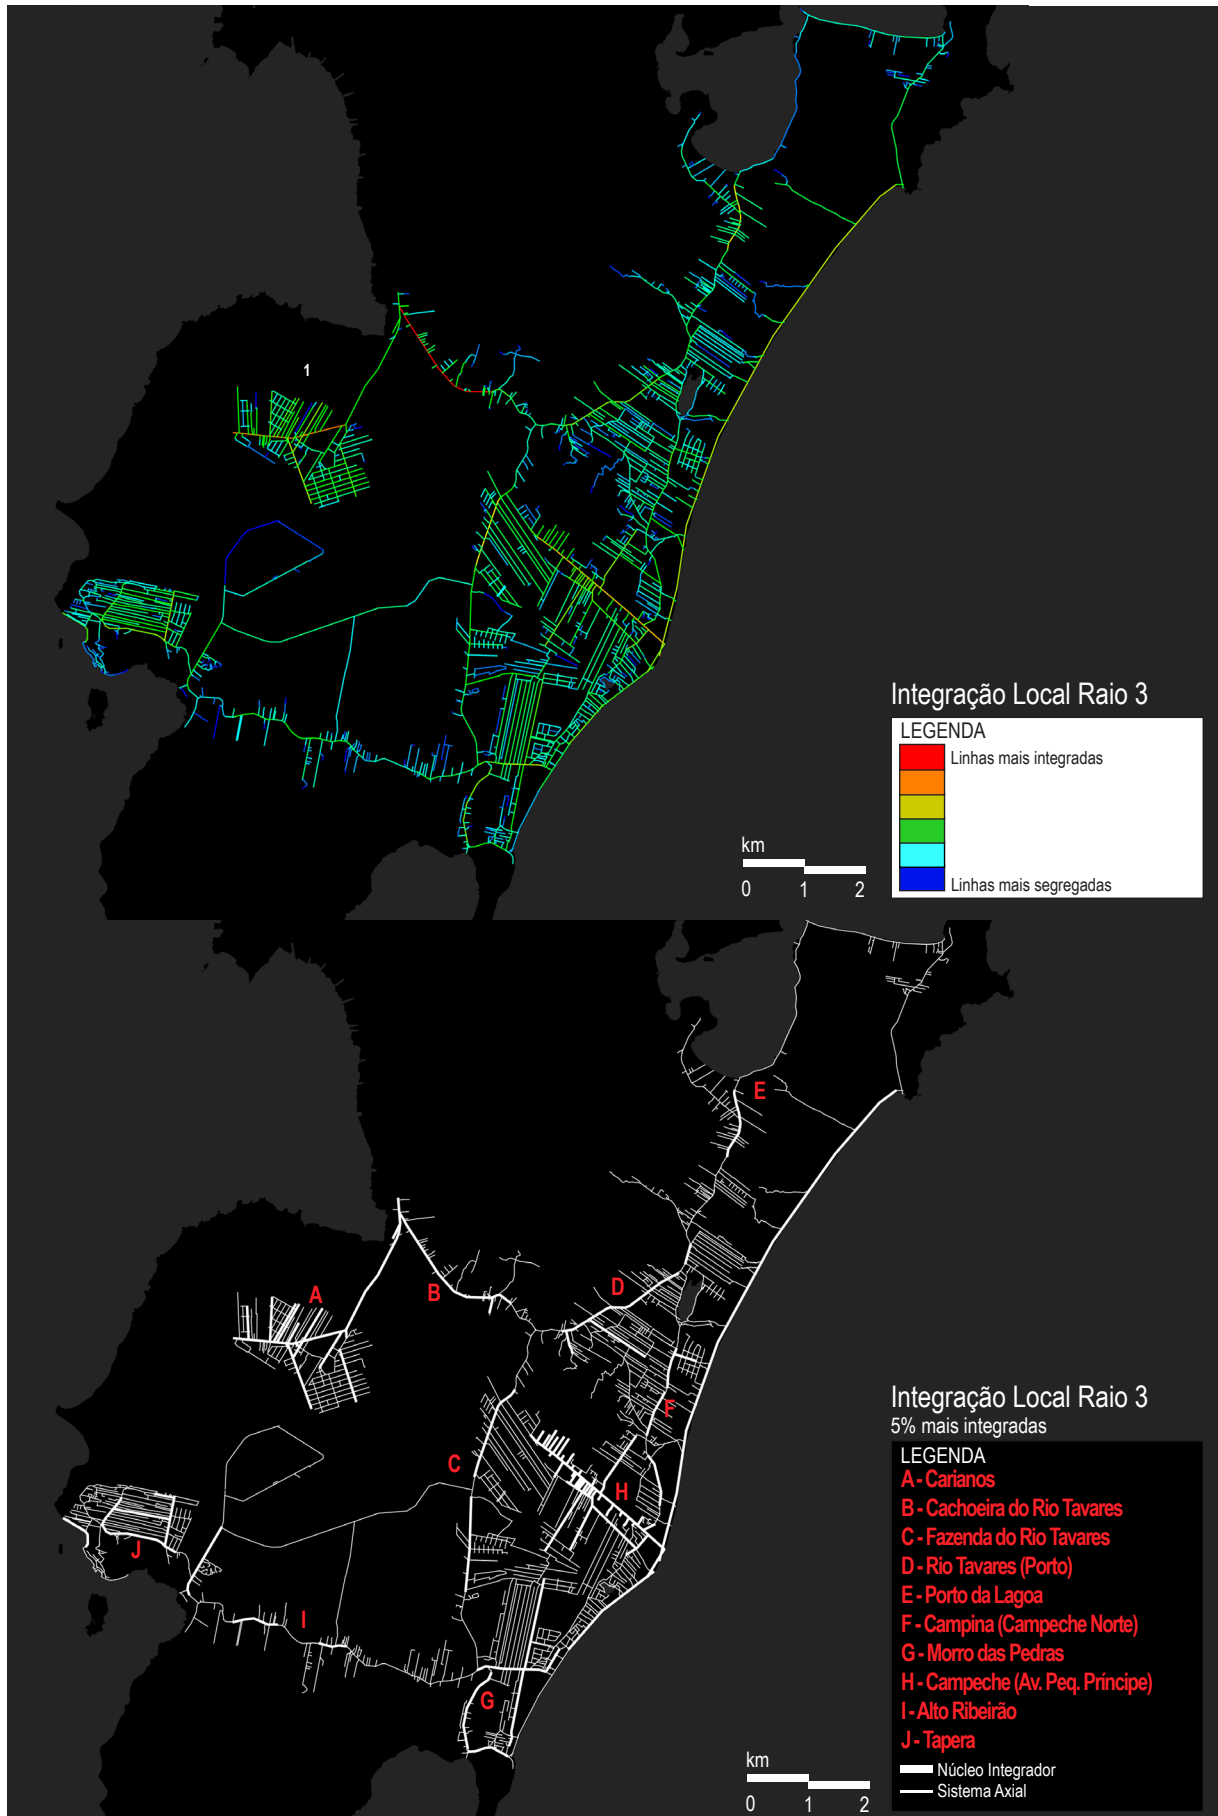 1
Integração Local Raio 3
LEGENDA
Linhas mais integradas
Linhas mais segregadas
km
0 1 2
E
A
B
D
F
C
H
J
I
G
Integração Local Raio 3
5% mais integradas
LEGENDA
A - Carianos
B - Cachoeira do Rio Tavares
C - Fazenda do Rio Tavares
D - Rio Tavares (Porto)
E - Porto da Lagoa
F - Campina (Campeche Norte)
G - Morro das Pedras
H - Campeche (Av. Peq. Príncipe)
I - Alto Ribeirão
J - Tapera
Núcleo Integrador
Sistema Axial
km
0 1 2